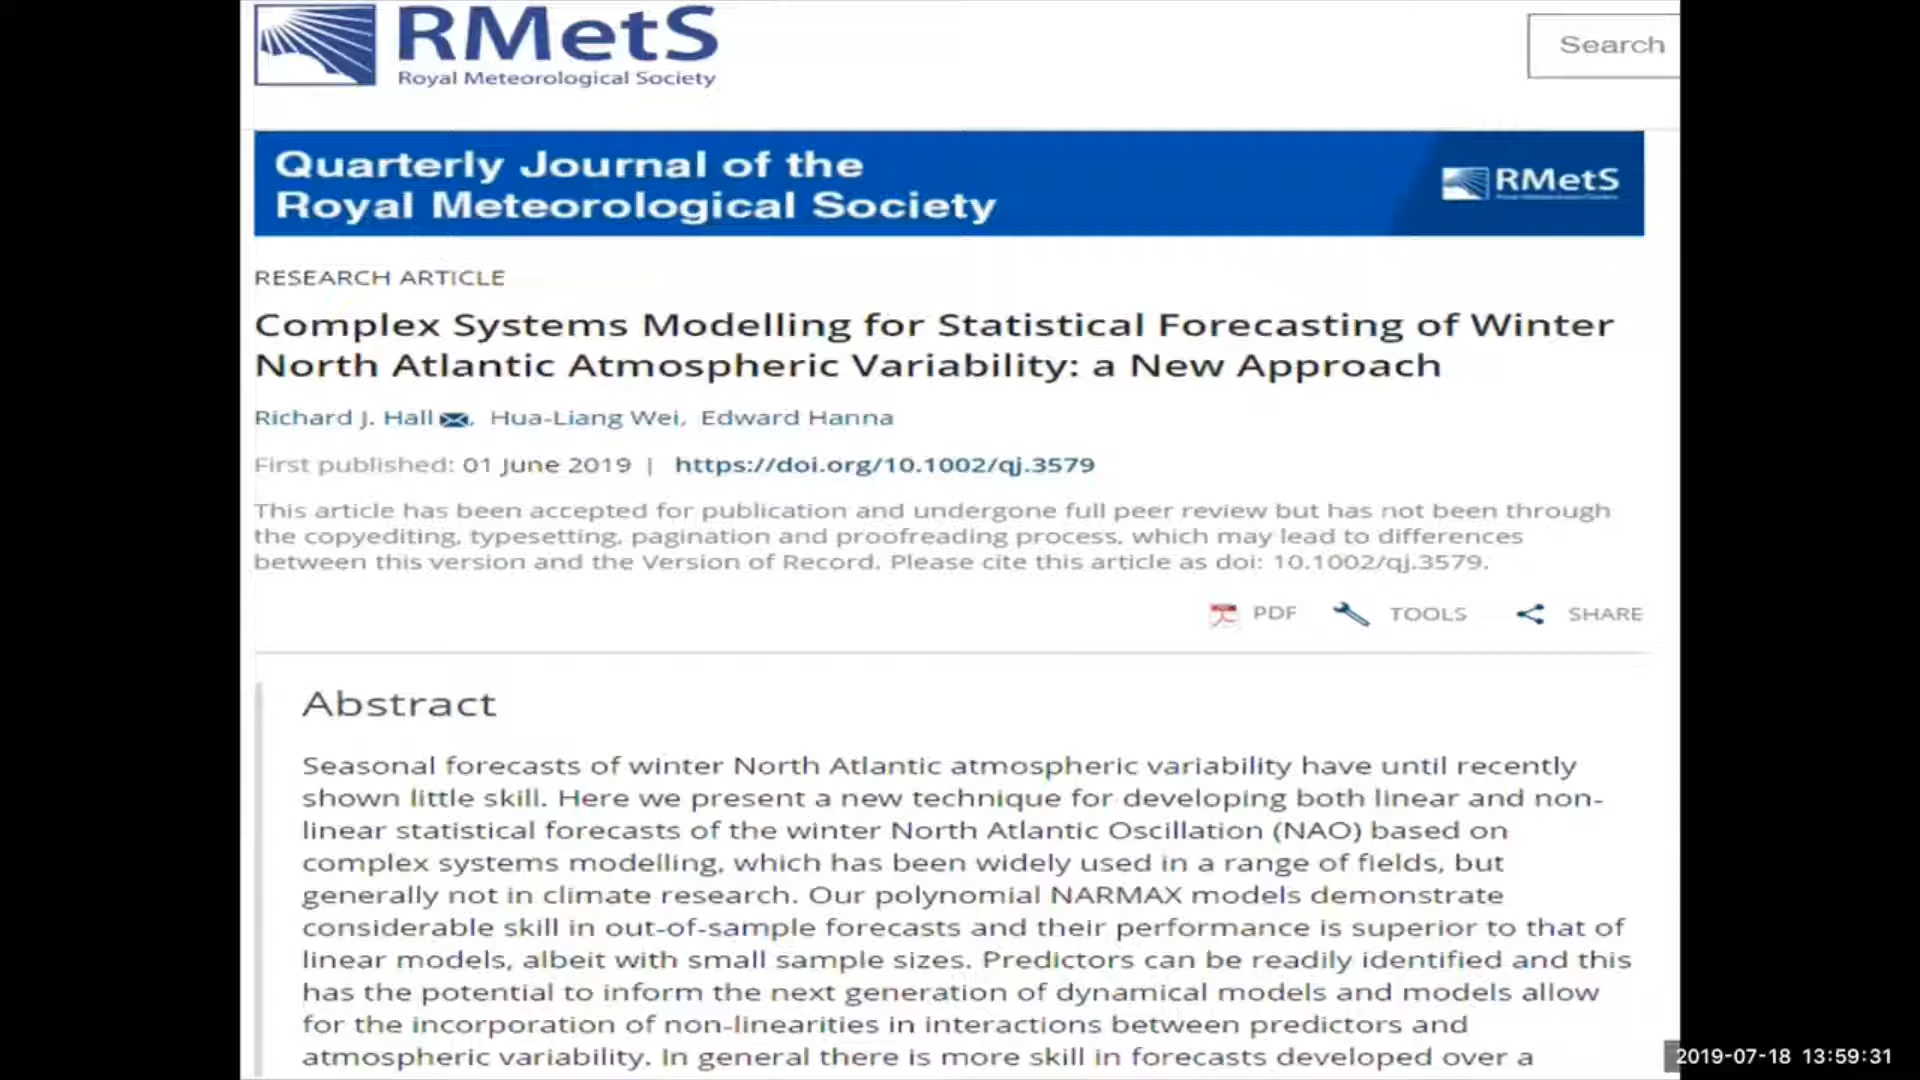 RMetS
Royal Meteorological Society
Search
Quarterly Journal of the
Royal Meteorological Society
RMetS
RESEARCH ARTICLE
Complex Systems Modelling for Statistical Forecasting of Winter
North Atlantic Atmospheric Variability: a New Approach
Richard J. Hall, Hua-Liang Wei, Edward Hanna
First published: 01 June 2019 | https://doi.org/10.1002/qj.3579
This article has been accepted for publication and undergone full peer review but has not been through
the copyediting, typesetting, pagination and proofreading process, which may lead to differences
between this version and the Version of Record. Please cite this article as doi: 10.1002/qj.3579.
PDF TOOLS SHARE
Abstract
Seasonal forecasts of winter North Atlantic atmospheric variability have until recently
shown little skill. Here we present a new technique for developing both linear and non-
linear statistical forecasts of the winter North Atlantic Oscillation (NAO) based on
complex systems modelling, which has been widely used in a range of fields, but
generally not in climate research. Our polynomial NARMAX models demonstrate
considerable skill in out-of-sample forecasts and their performance is superior to that of
linear models, albeit with small sample sizes. Predictors can be readily identified and this
has the potential to inform the next generation of dynamical models and models allow
for the incorporation of non-linearities in interactions between predictors and
atmospheric variability. In general there is more skill in forecasts developed over a
2019-07-18 13:59:31